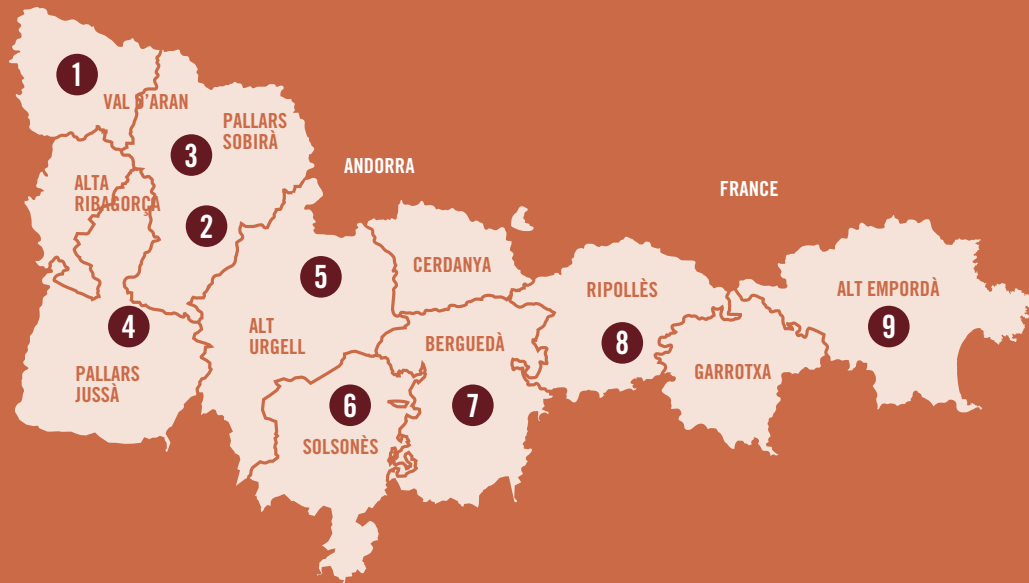 1
VAL D'ARAN
PALLARS
SOBIRÀ
3
ANDORRA
FRANCE
ALTA
RIBAGORÇA
2
5
CERDANYA
RIPOLLÈS
ALT EMPORDÀ
4
ALT
URGELL
BERGUEDÀ
8
9
PALLARS
JUSSÀ
GARROTXA
6
7
SOLSONÈS